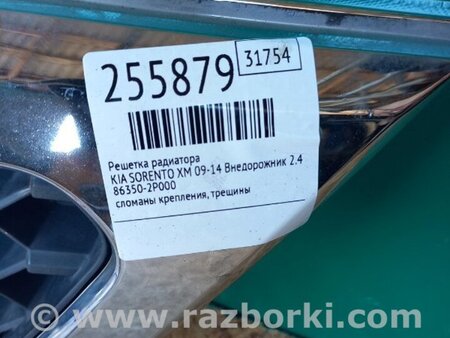 255879
31754
Решетка радиатора
KIA SORENTO XM 09-14 Внедорожник 2.4
86350-2P000
сломаны крепления, трещины
© www.razborki.com